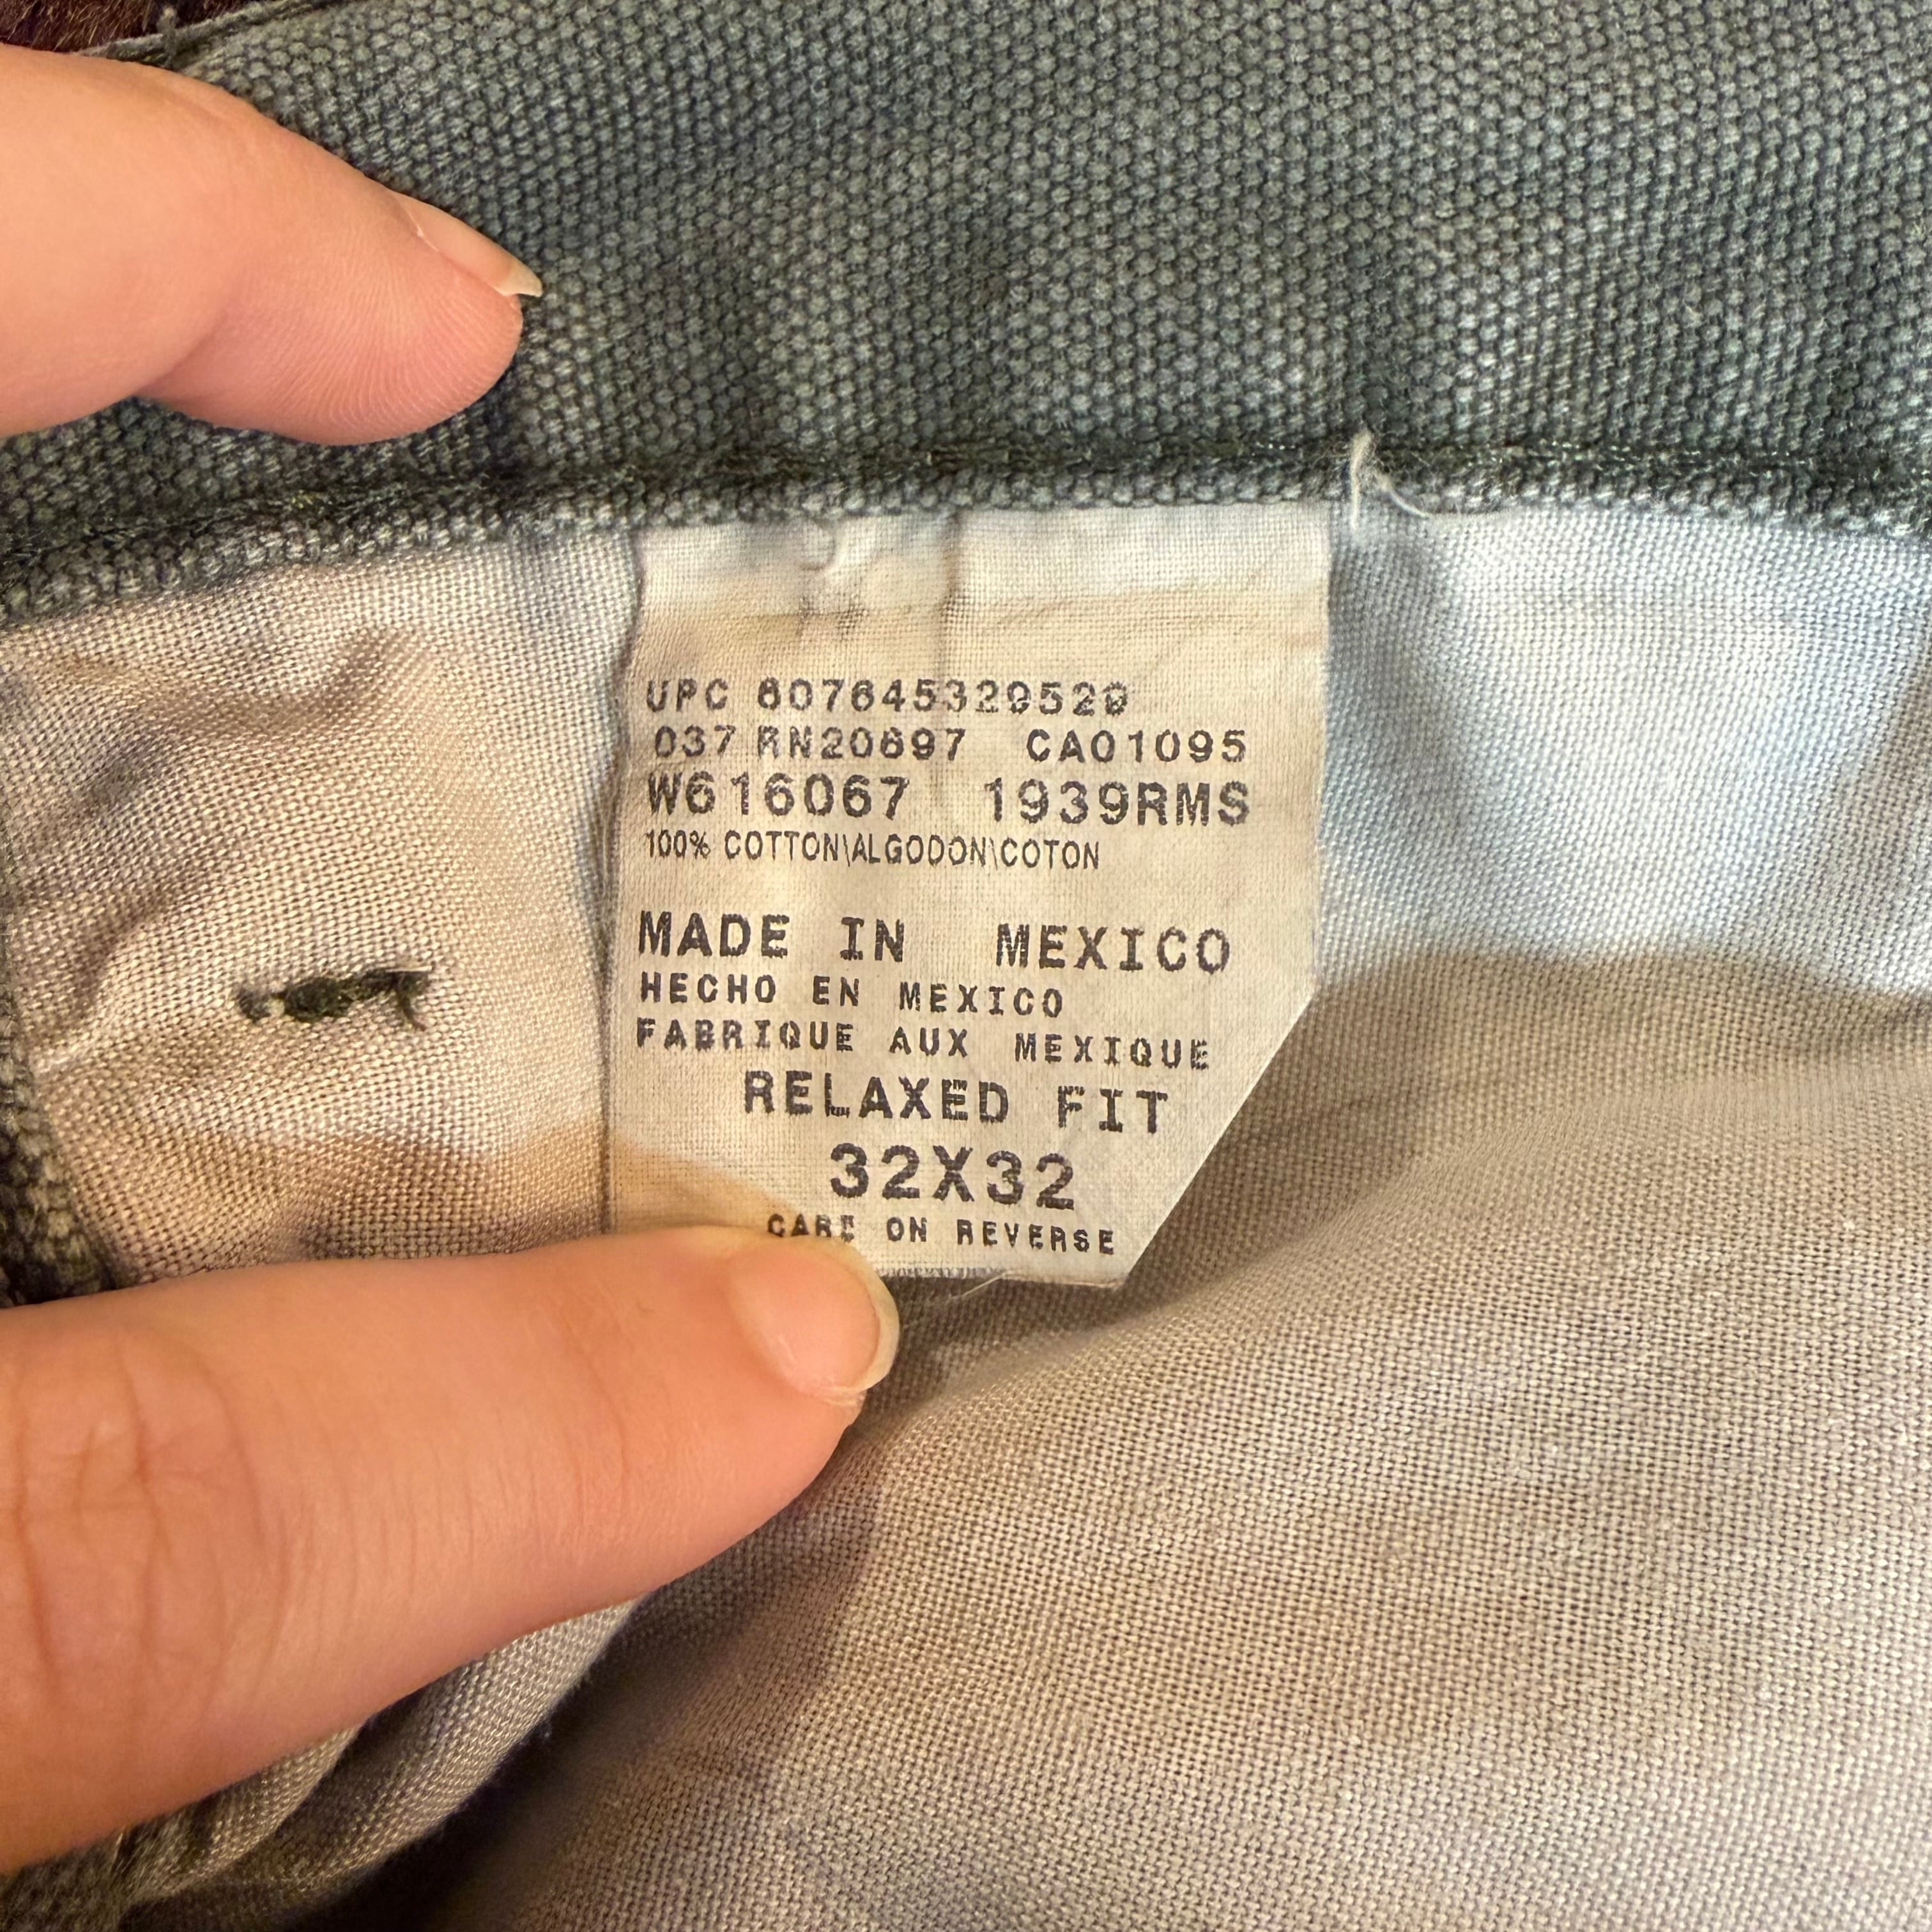 UPC 607645329529
037 RN20697 CA01095
W616067 1939RMS
100% COTTON\ALGODON\COTON
MADE IN MEXICO
HECHO EN MEXICO
FABRIQUE AUX MEXIQUE
RELAXED FIT
32X32
CARE ON REVERSE